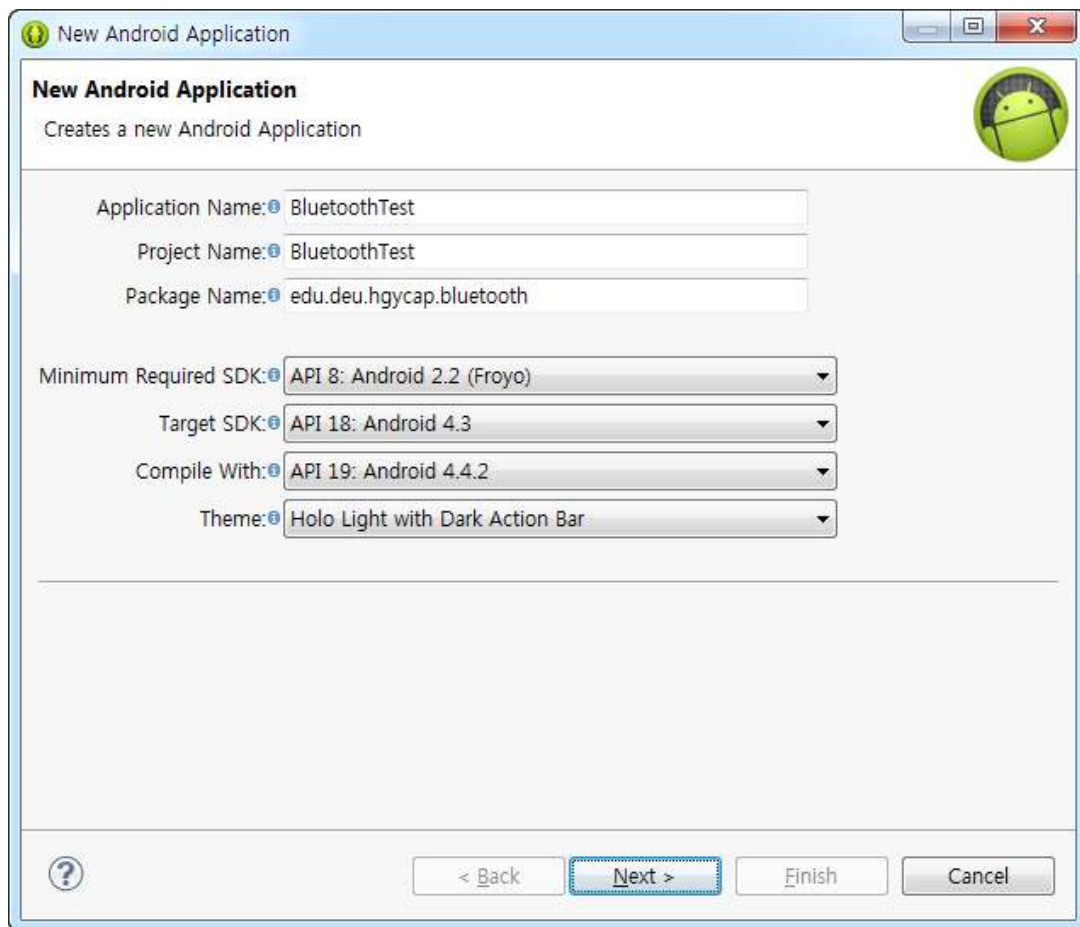 New Android Application
New Android Application
Creates a new Android Application
Application Name: BluetoothTest
Project Name: BluetoothTest
Package Name: edu.deu.hgycap.bluetooth
Minimum Required SDK: API 8: Android 2.2 (Froyo)
Target SDK: API 18: Android 4.3
Compile With: API 19: Android 4.4.2
Theme: Holo Light with Dark Action Bar
? < Back Next > Finish Cancel